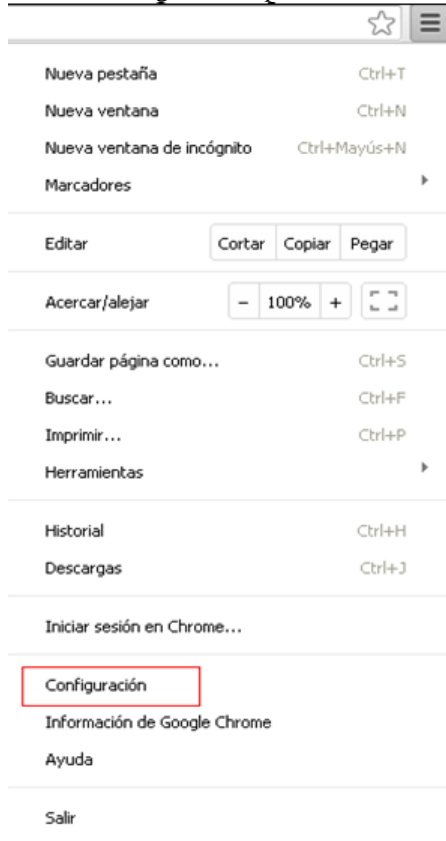 Nueva pestaña Ctrl+T
Nueva ventana Ctrl+N
Nueva ventana de incógnito Ctrl+Mayús+N
Marcadores
Editar Cortar Copiar Pegar
Acercar/alejar - 100% +
Guardar página como... Ctrl+S
Buscar... Ctrl+F
Imprimir... Ctrl+P
Herramientas
Historial Ctrl+H
Descargas Ctrl+J
Iniciar sesión en Chrome...
Configuración
Información de Google Chrome
Ayuda
Salir